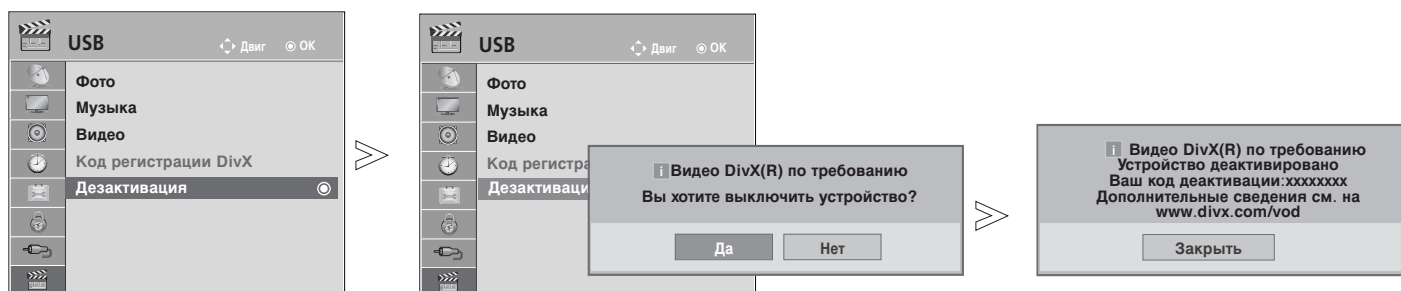 USB
Двиг OK
Фото
Музыка
Видео
Код регистрации DivX
Дезактивация
USB
Двиг OK
Фото
Музыка
Видео
Код регистра
Дезактиваци
i Видео DivX(R) по требованию
Вы хотите выключить устройство?
Да Нет
i Видео DivX(R) по требованию
Устройство деактивировано
Ваш код деактивации:xxxxxxxx
Дополнительные сведения см. на
www.divx.com/vod
Закрыть